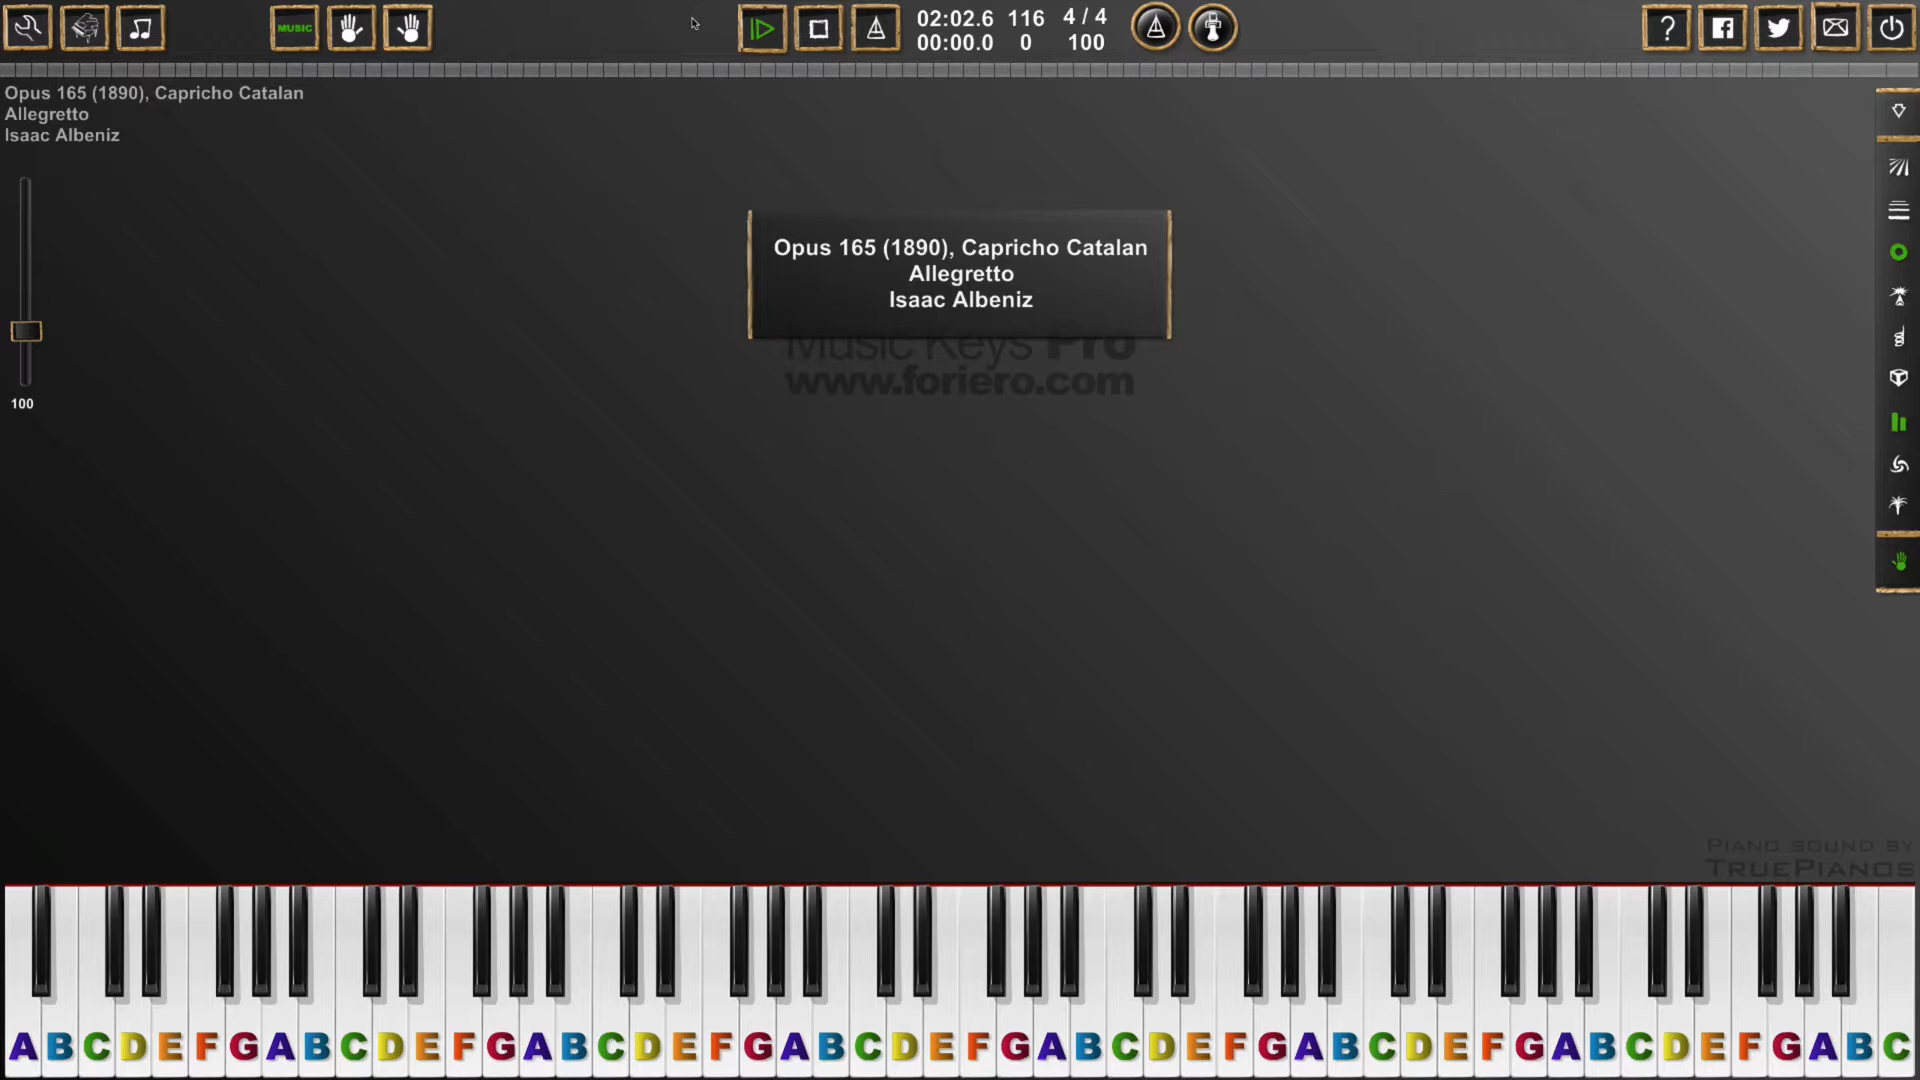 MUSIC
02:02.6 116 4 / 4
00:00.0 0 100
?
Opus 165 (1890), Capricho Catalan
Allegretto
Isaac Albeniz
100
Opus 165 (1890), Capricho Catalan
Allegretto
Isaac Albeniz
Music Keys Pro
www.foriero.com
Piano sound by
TruePianos
A B C D E F G A B C D E F G A B C D E F G A B C D E F G A B C D E F G A B C D E F G A B C D E F G A B C